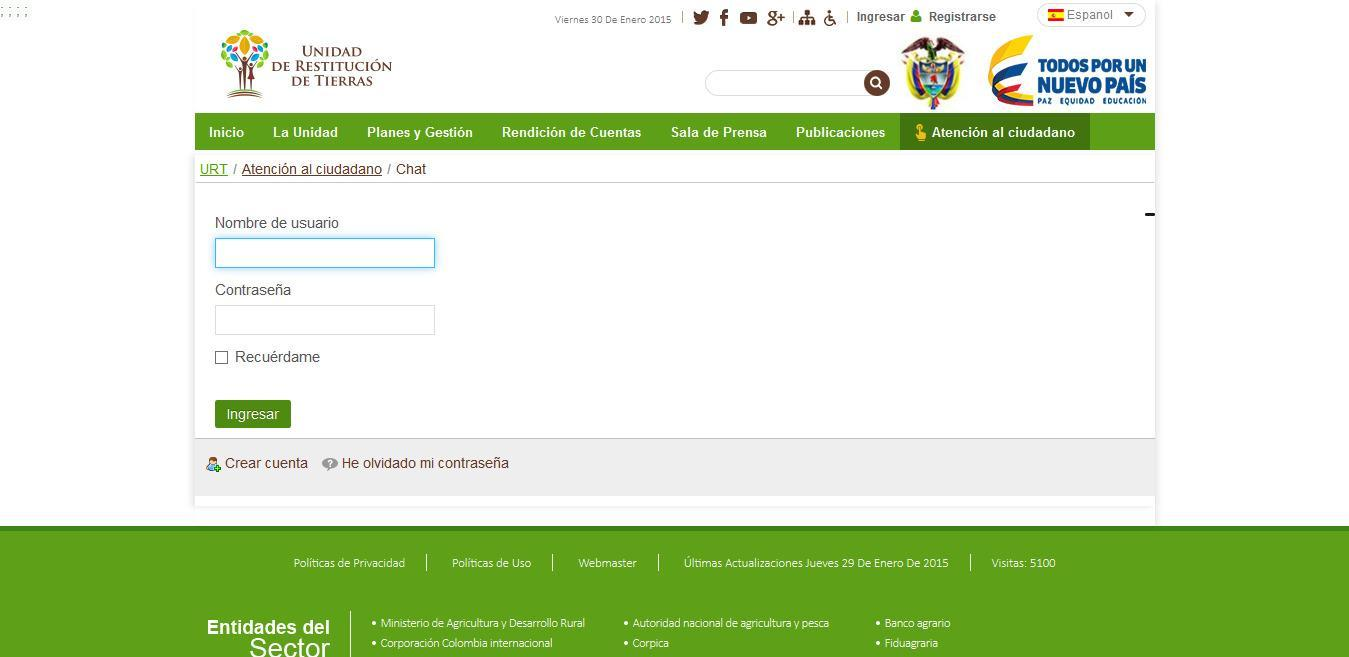 ; ; ; ;
Viernes 30 De Enero 2015
Ingresar
Registrarse
Español
UNIDAD
DE RESTITUCIÓN
DE TIERRAS
TODOS POR UN
NUEVO PAÍS
PAZ EQUIDAD EDUCACIÓN
Inicio
La Unidad
Planes y Gestión
Rendición de Cuentas
Sala de Prensa
Publicaciones
Atención al ciudadano
URT / Atención al ciudadano / Chat
Nombre de usuario
Contraseña
Recuérdame
Ingresar
Crear cuenta
He olvidado mi contraseña
Políticas de Privacidad
Políticas de Uso
Webmaster
Últimas Actualizaciones Jueves 29 De Enero De 2015
Visitas: 5100
Entidades del
Sector
• Ministerio de Agricultura y Desarrollo Rural
• Corporación Colombia internacional
• Autoridad nacional de agricultura y pesca
• Corpica
• Banco agrario
• Fiduagraria